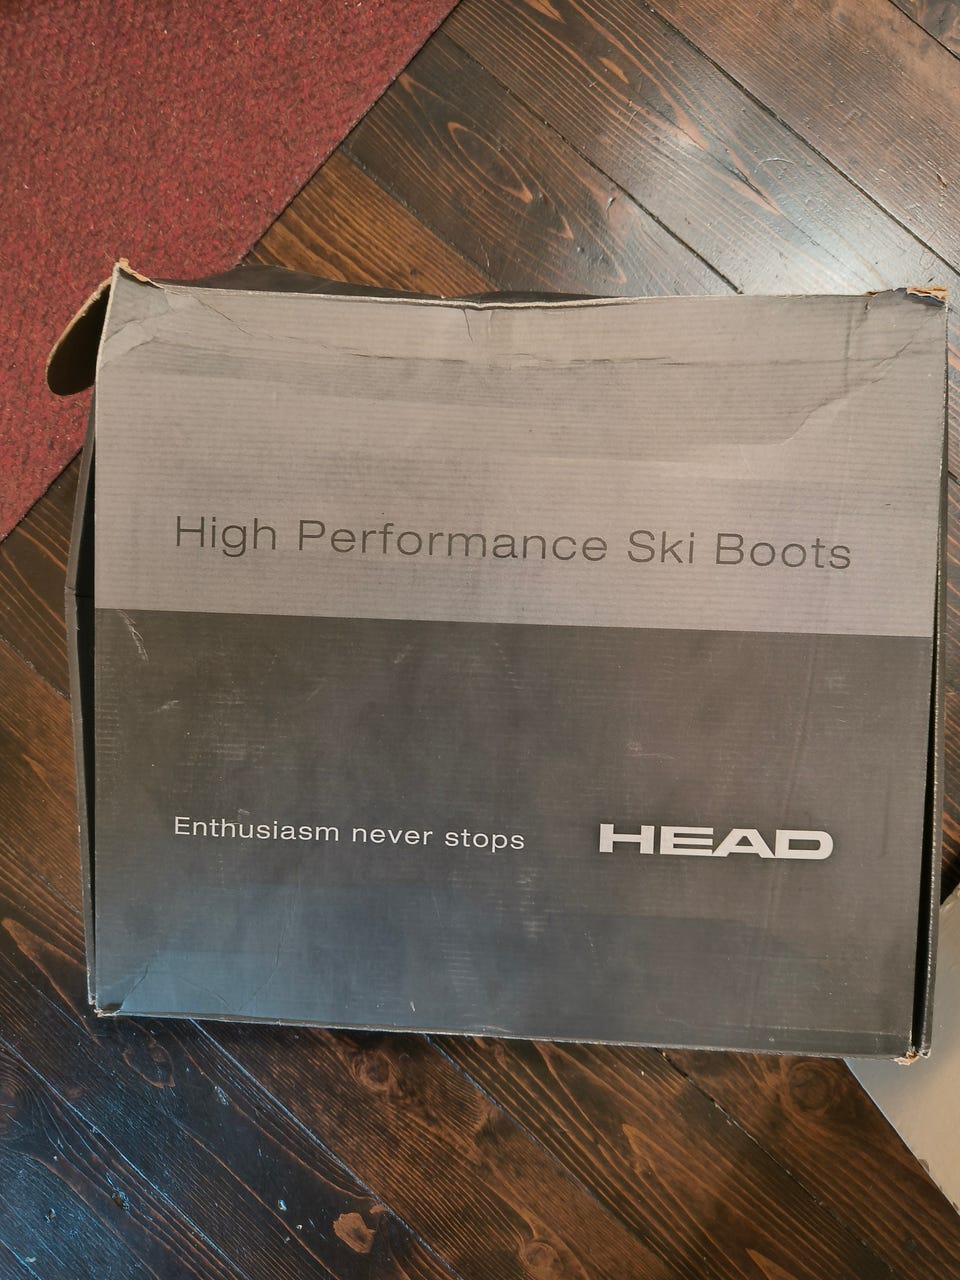 High Performance Ski Boots
Enthusiasm never stops
HEAD